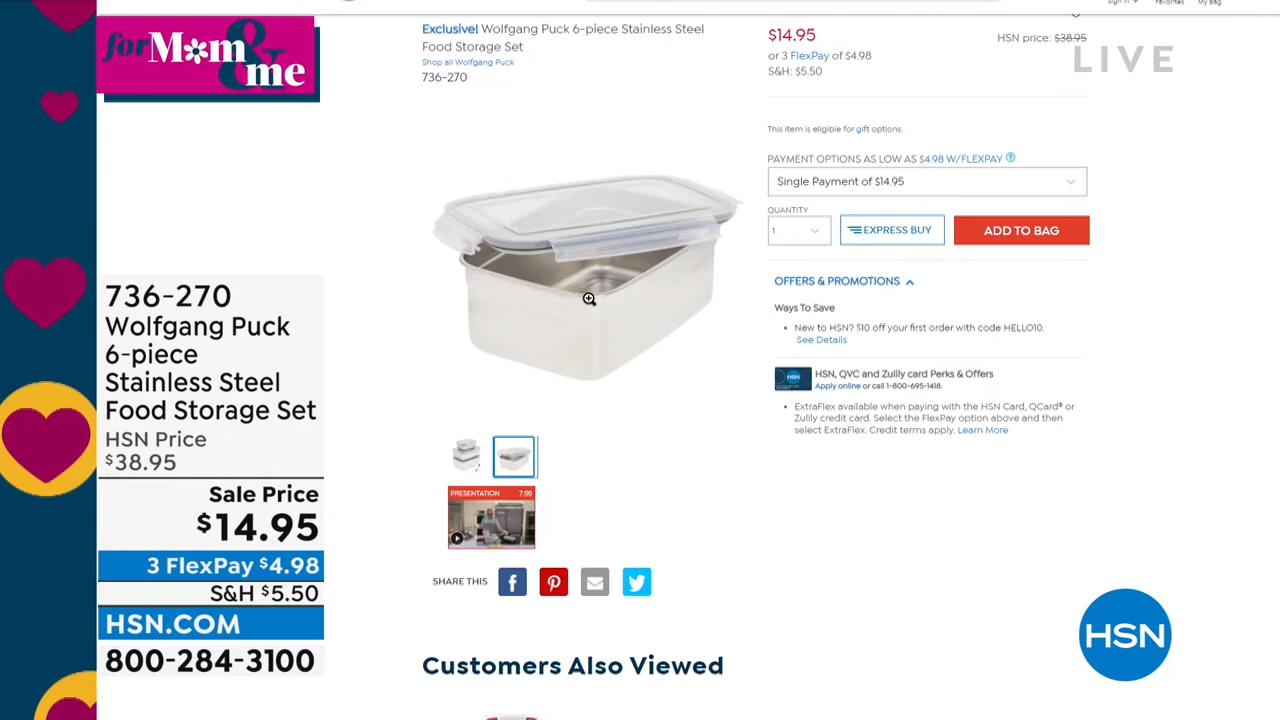 Sign in
Favorites
My Bag
for Mom & me
Exclusive! Wolfgang Puck 6-piece Stainless Steel
Food Storage Set
Shop all Wolfgang Puck
736-270
$14.95
HSN price: $38.95
or 3 FlexPay of $4.98
S&H: $5.50
LIVE
This item is eligible for gift options.
PAYMENT OPTIONS AS LOW AS $4.98 W/FLEXPAY ?
Single Payment of $14.95
QUANTITY
1
EXPRESS BUY
ADD TO BAG
OFFERS & PROMOTIONS
Ways To Save
• New to HSN? $10 off your first order with code HELLO10.
See Details
HSN
HSN, QVC and Zulily card Perks & Offers
Apply online or call 1-800-695-1418.
• ExtraFlex available when paying with the HSN Card, QCard® or
Zulily credit card. Select the FlexPay option above and then
select ExtraFlex. Credit terms apply. Learn More
736-270
Wolfgang Puck
6-piece
Stainless Steel
Food Storage Set
HSN Price
$38.95
Sale Price
$14.95
3 FlexPay $4.98
S&H $5.50
HSN.COM
800-284-3100
PRESENTATION 7:56
SHARE THIS
HSN
Customers Also Viewed